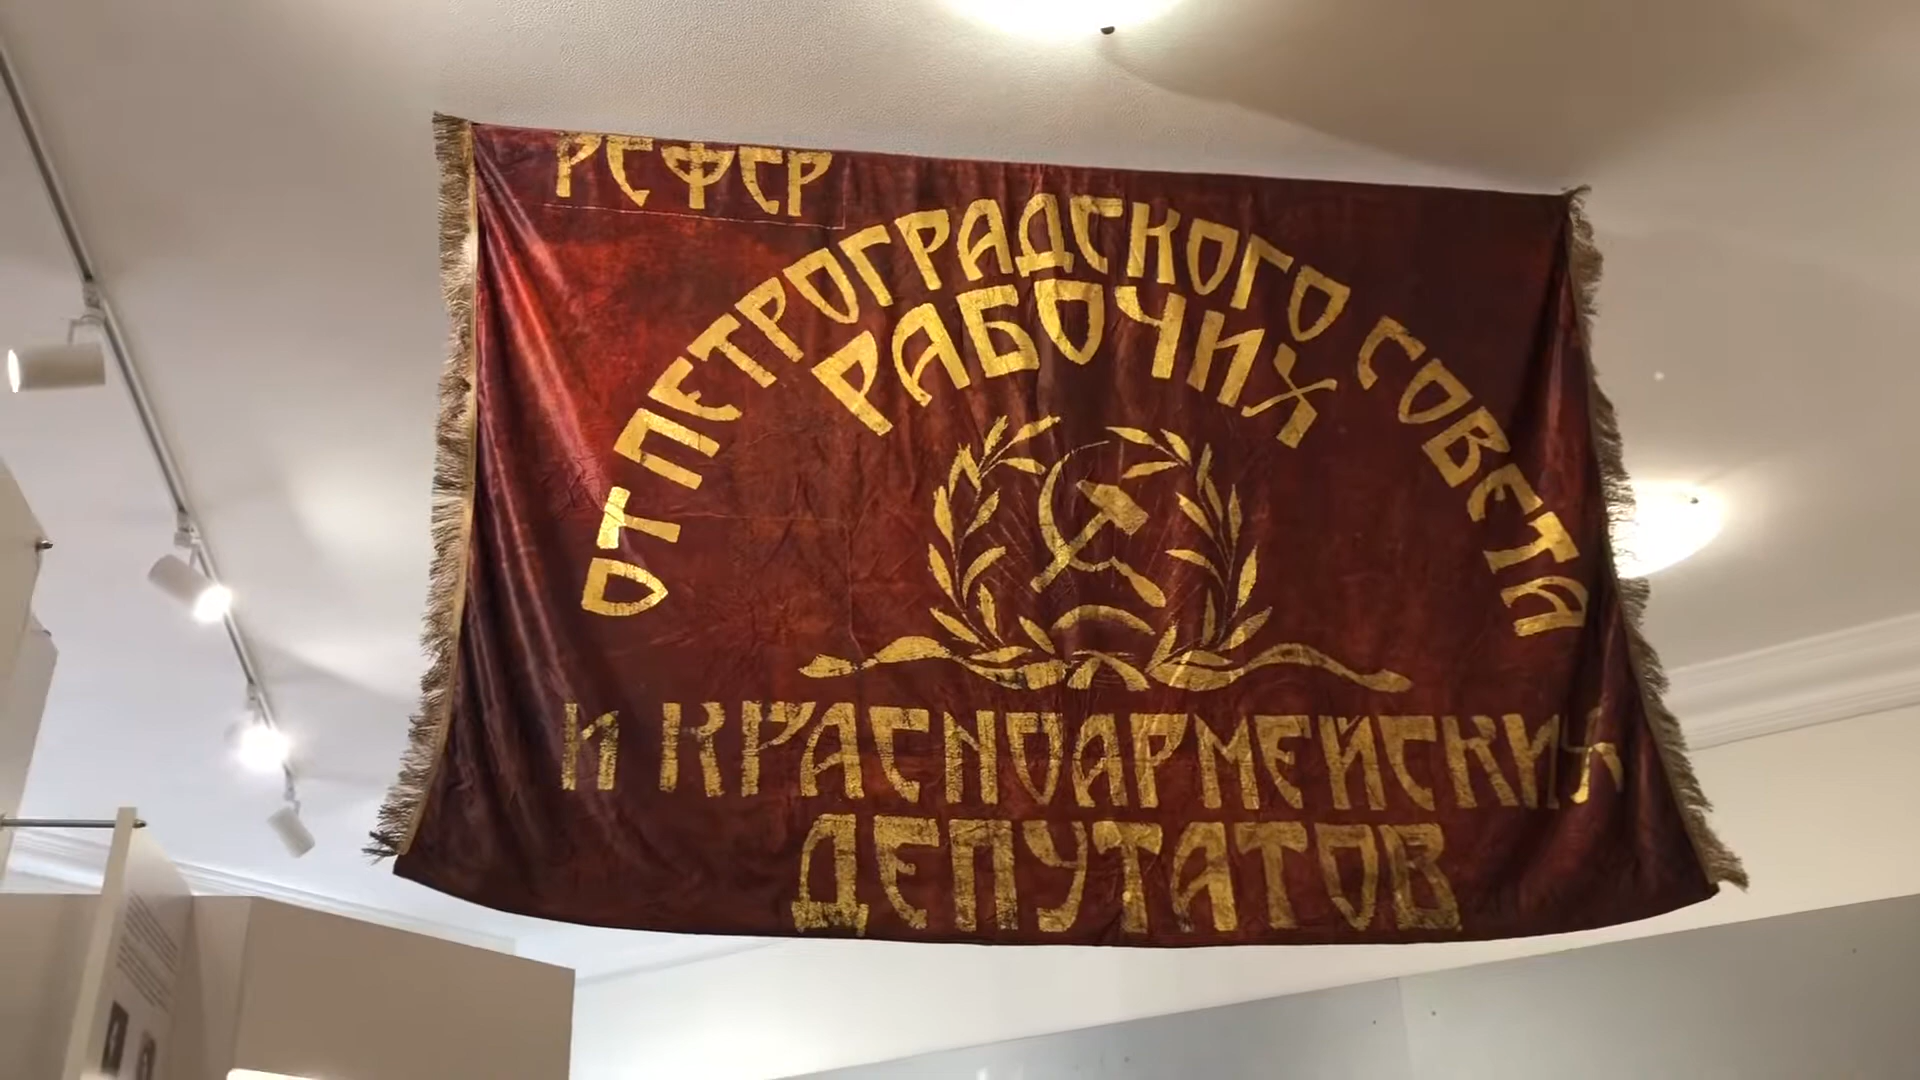 РСФСР
ОТ ПЕТРОГРАДСКОГО СОВЕТА
РАБОЧИХ
И КРАСНОАРМЕЙСКИХ
ДЕПУТАТОВ